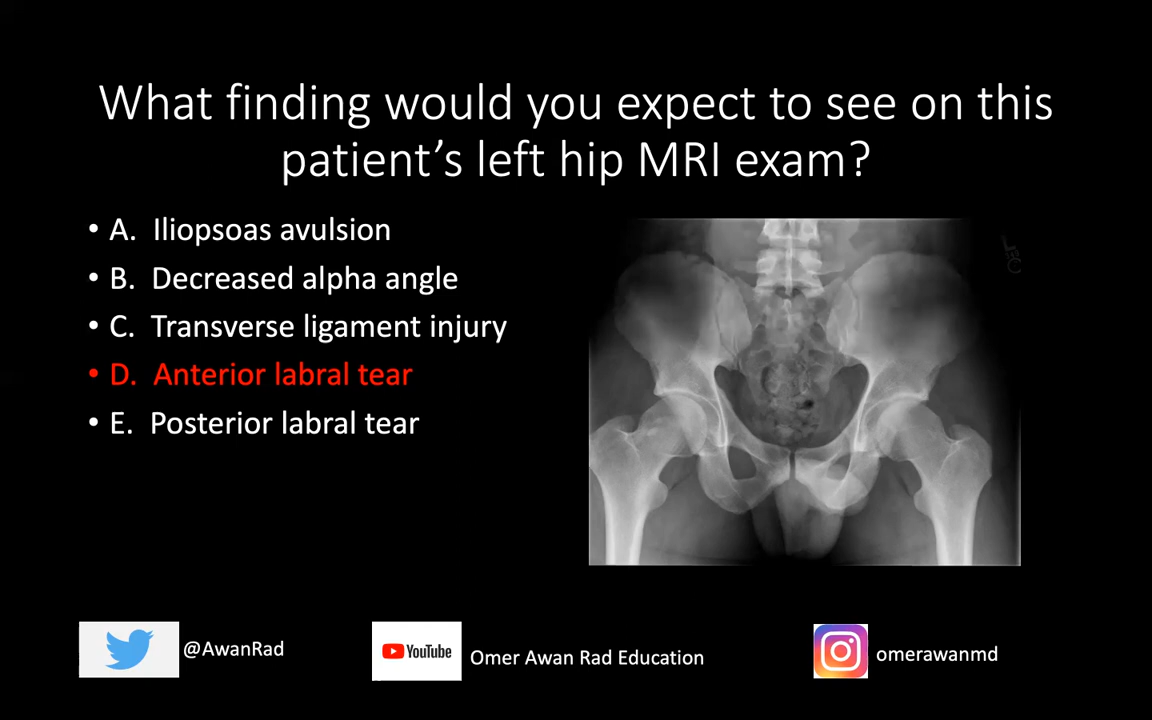 What finding would you expect to see on this
patient’s left hip MRI exam?
• A. Iliopsoas avulsion
• B. Decreased alpha angle
• C. Transverse ligament injury
• D. Anterior labral tear
• E. Posterior labral tear
@AwanRad
YouTube
Omer Awan Rad Education
omerawanmd